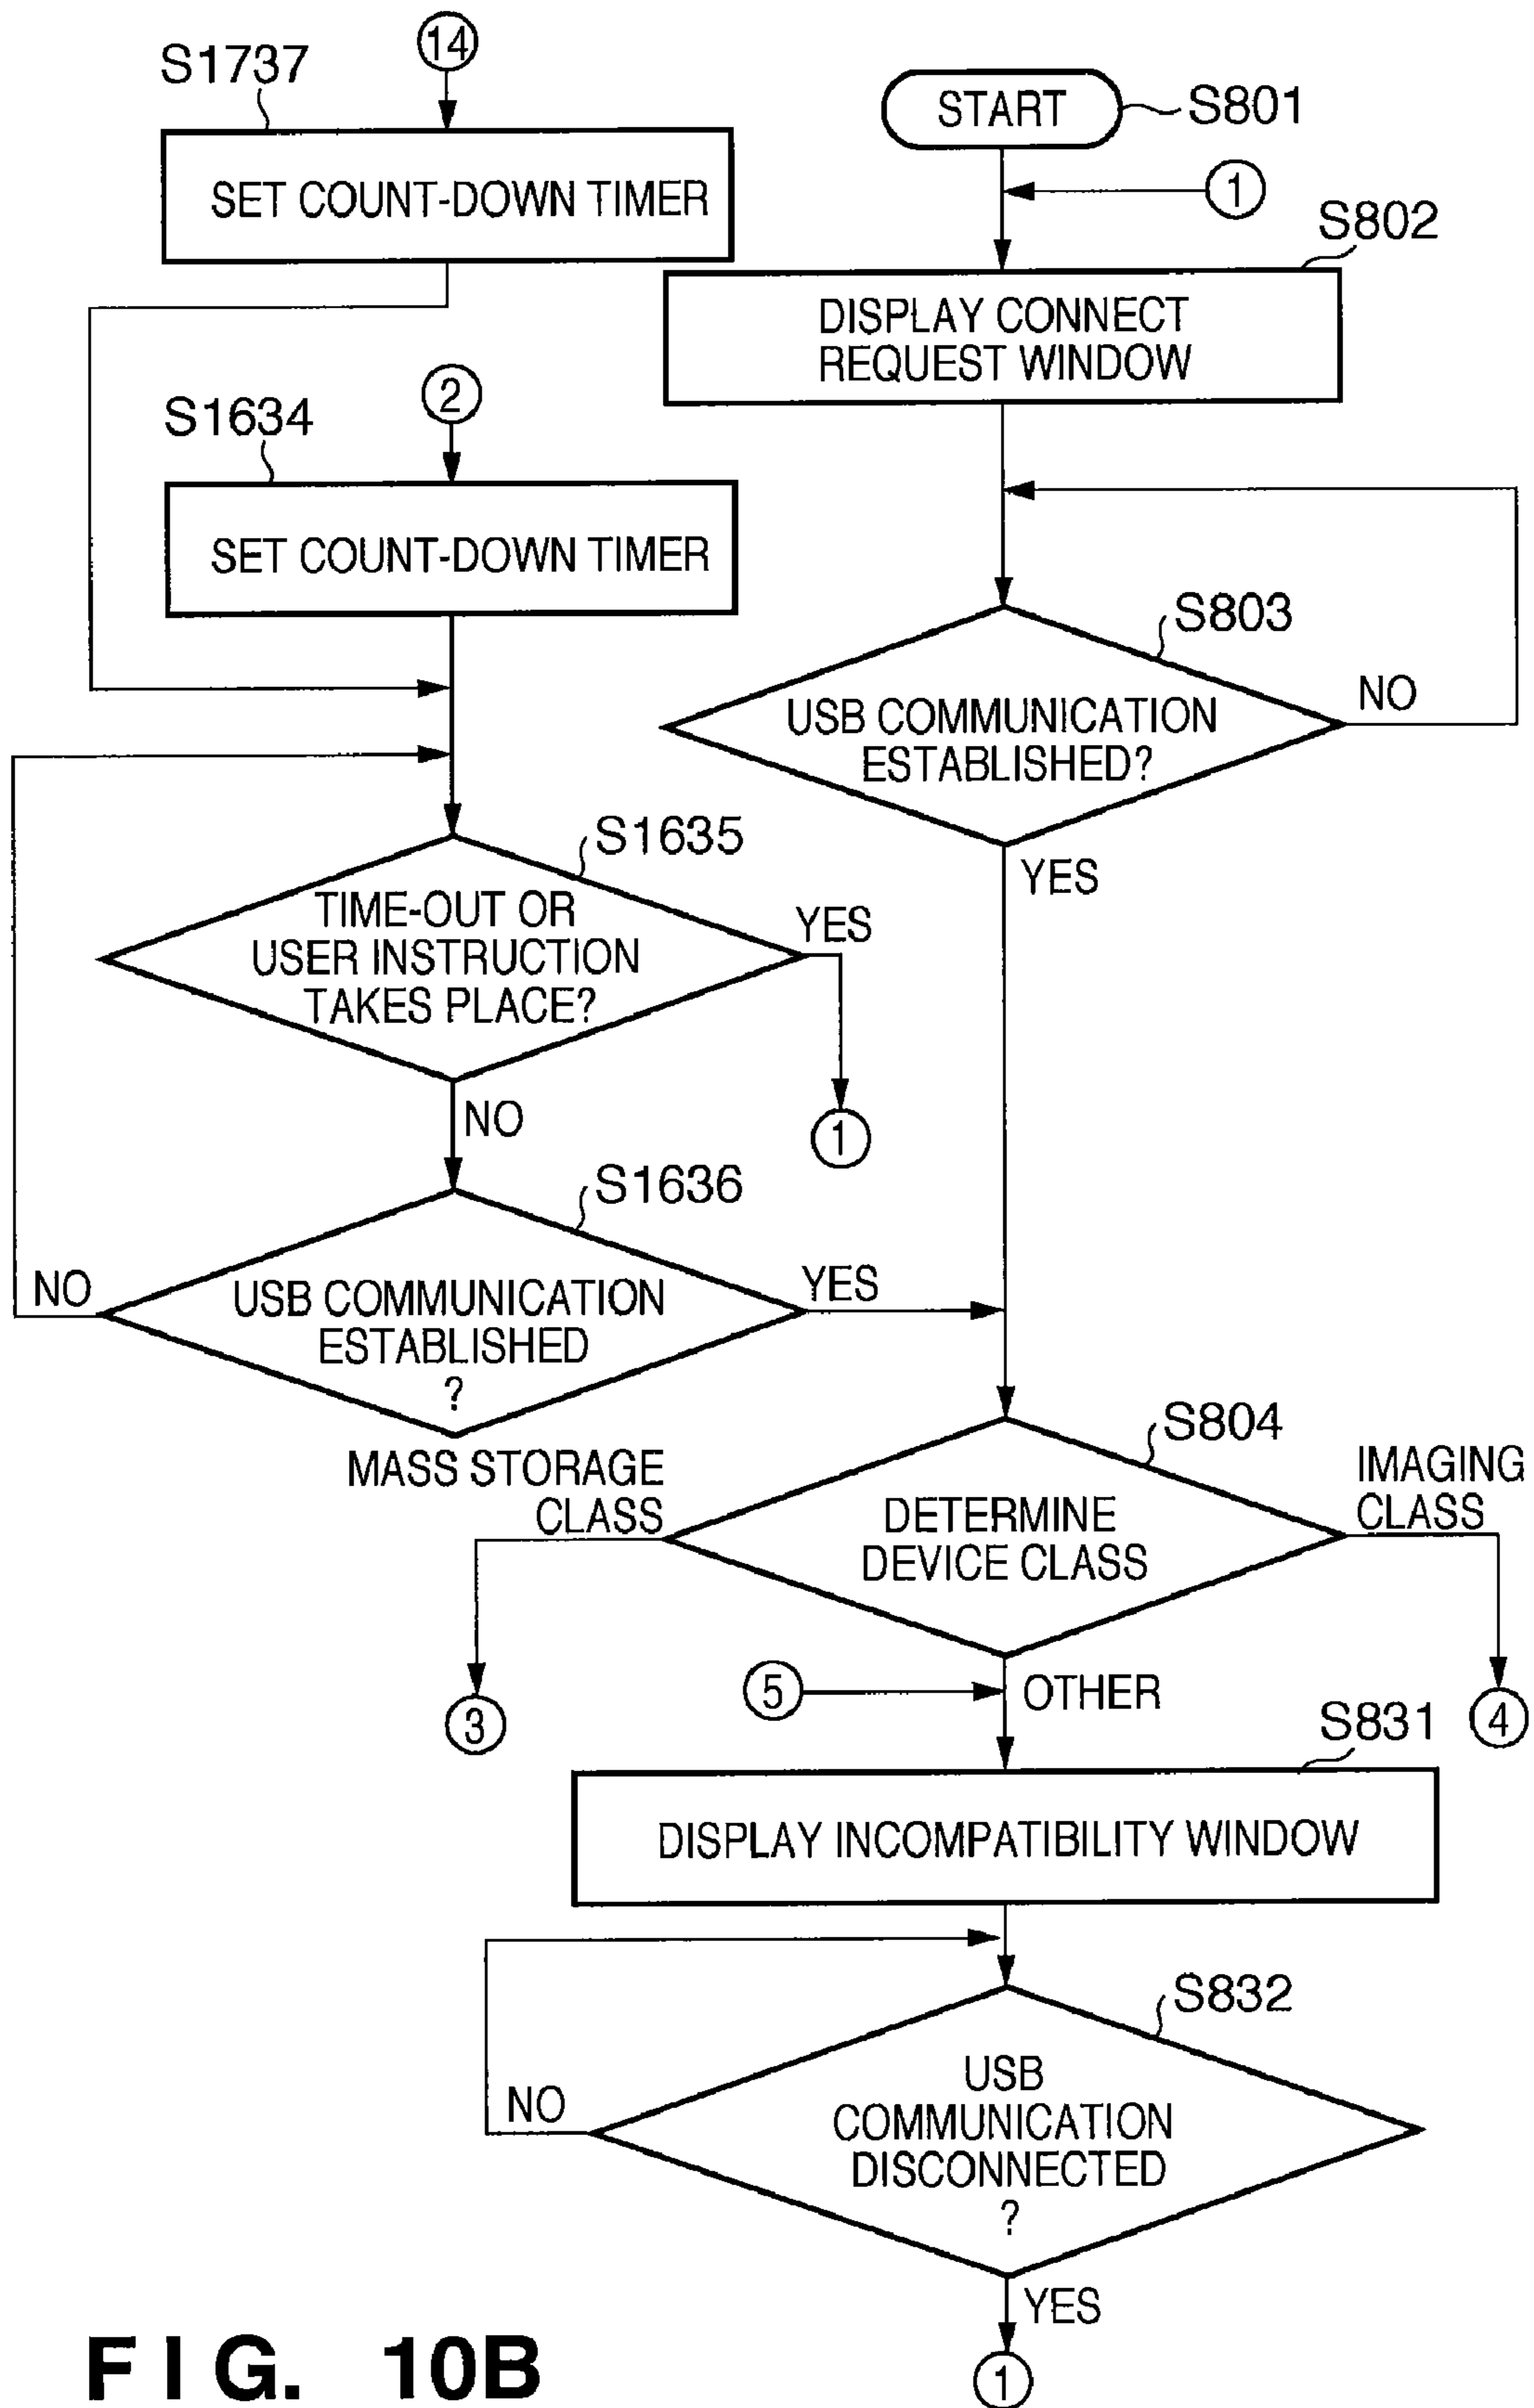 14
S1737
SET COUNT-DOWN TIMER
START
S801
1
S802
DISPLAY CONNECT
REQUEST WINDOW
2
S1634
SET COUNT-DOWN TIMER
S803
USB COMMUNICATION
ESTABLISHED?
NO
YES
S1635
TIME-OUT OR
USER INSTRUCTION
TAKES PLACE?
YES
1
NO
S1636
USB COMMUNICATION
ESTABLISHED
?
NO
YES
S804
DETERMINE
DEVICE CLASS
MASS STORAGE
CLASS
IMAGING
CLASS
3
4
5
OTHER
S831
DISPLAY INCOMPATIBILITY WINDOW
S832
USB
COMMUNICATION
DISCONNECTED
?
NO
YES
1
FIG. 10B